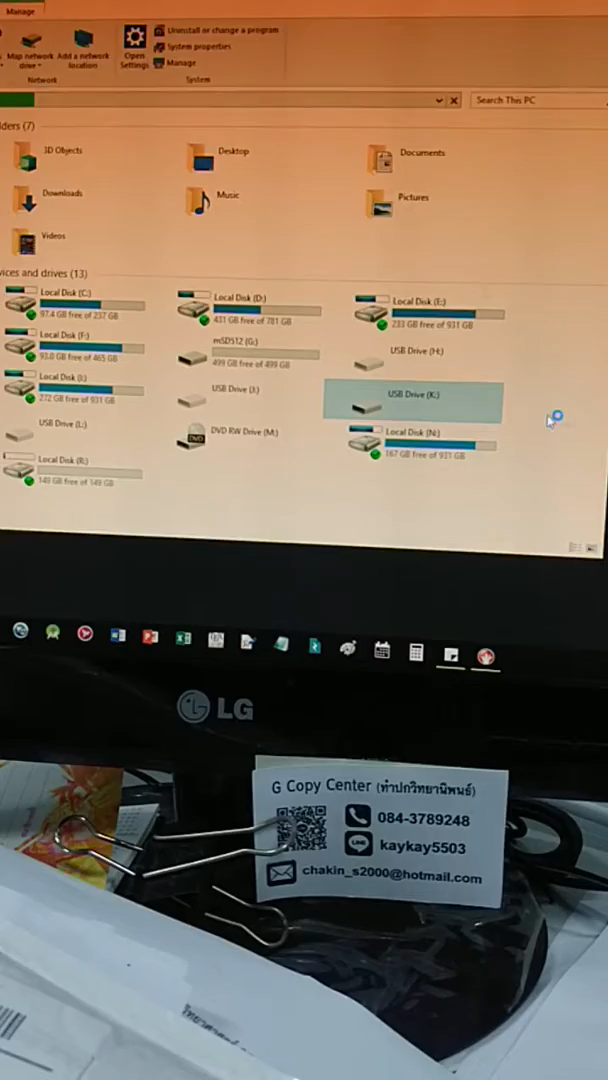 Manage
Map network drive
Add a network location
Network
Open Settings
Uninstall or change a program
System properties
Manage
System
Search This PC
ders (7)
3D Objects
Desktop
Documents
Downloads
Music
Pictures
Videos
vices and drives (13)
Local Disk (C:)
97.4 GB free of 237 GB
Local Disk (D:)
431 GB free of 781 GB
Local Disk (E:)
233 GB free of 931 GB
Local Disk (F:)
93.0 GB free of 465 GB
mSD512 (G:)
499 GB free of 499 GB
USB Drive (H:)
Local Disk (I:)
272 GB free of 931 GB
USB Drive (J:)
USB Drive (K:)
USB Drive (L:)
DVD RW Drive (M:)
DVD
Local Disk (N:)
167 GB free of 931 GB
Local Disk (R:)
149 GB free of 149 GB
LG
G Copy Center (ทำปกวิทยานิพนธ์)
084-3789248
LINE
kaykay5503
chakin_s2000@hotmail.com